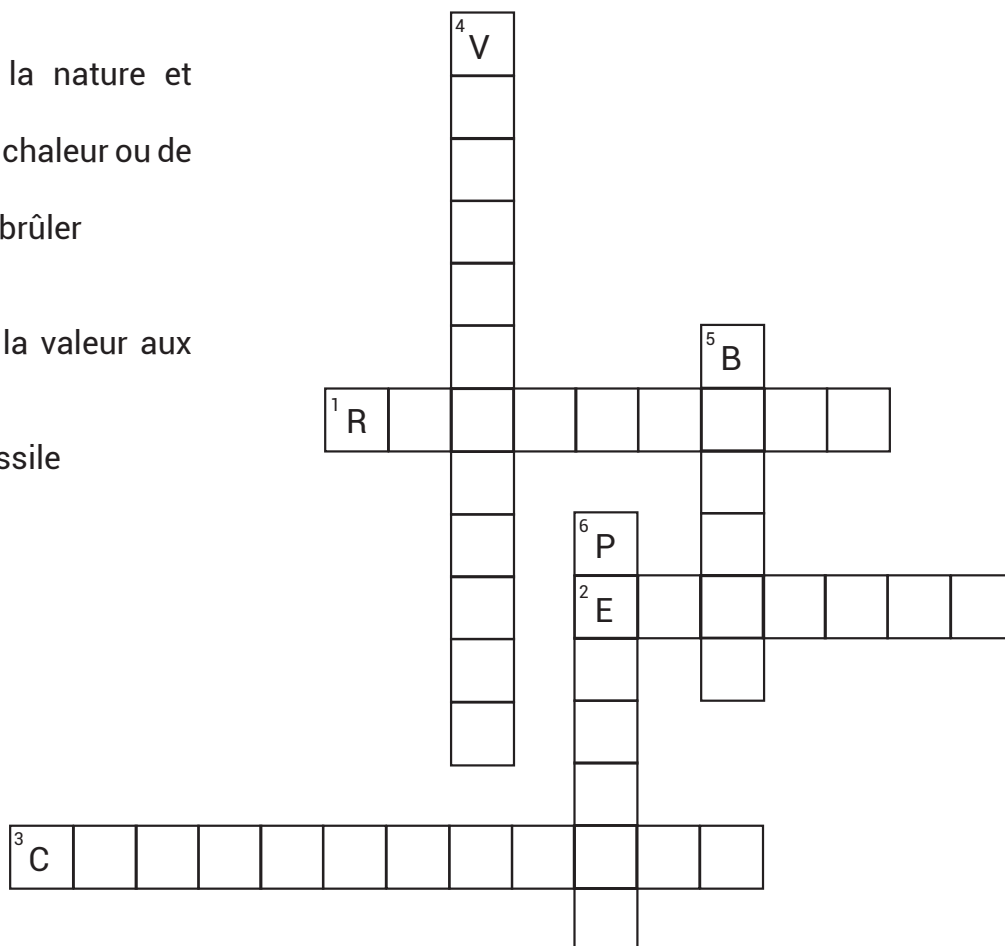 la nature et
chaleur ou de
brûler
la valeur aux
ssile
4 V
5 B
1 R
6 P
2 E
3 C